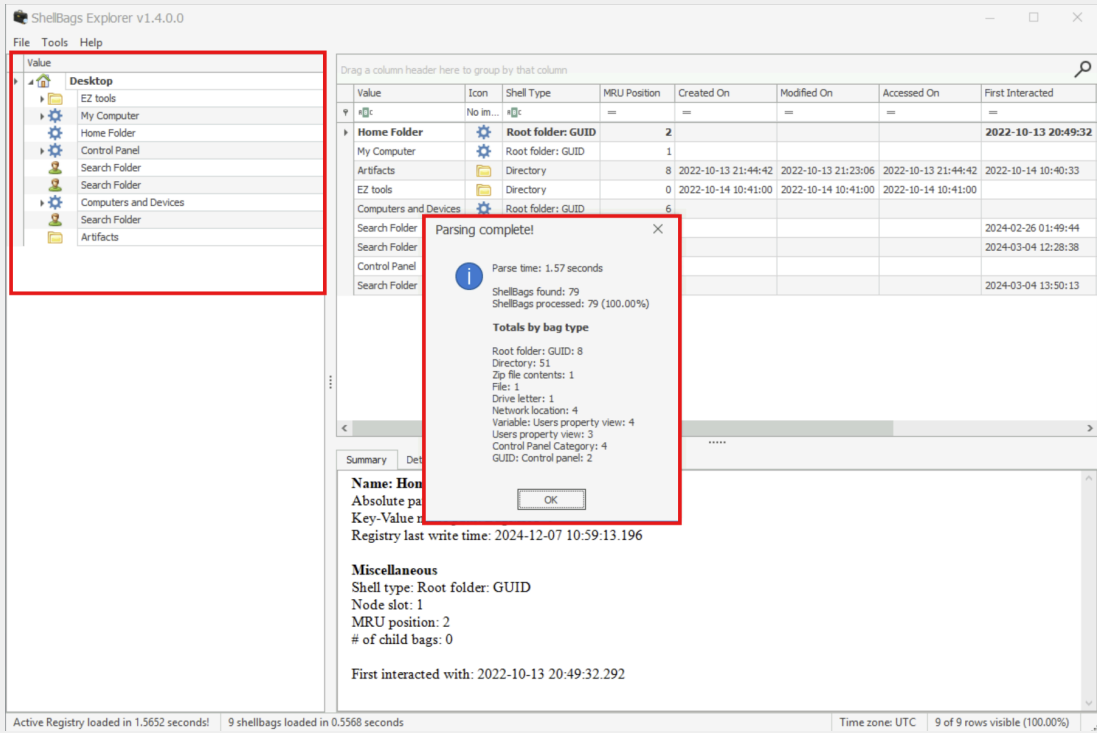 ShellBags Explorer v1.4.0.0
File Tools Help
Value
Desktop
EZ tools
My Computer
Home Folder
Control Panel
Search Folder
Search Folder
Computers and Devices
Search Folder
Artifacts
Drag a column header here to group by that column
Value Icon Shell Type MRU Position Created On Modified On Accessed On First Interacted
No im... = = = = =
Home Folder Root folder: GUID 2 2022-10-13 20:49:32
My Computer Root folder: GUID 1
Artifacts Directory 8 2022-10-13 21:44:42 2022-10-13 21:23:06 2022-10-13 21:44:42 2022-10-14 10:40:33
EZ tools Directory 0 2022-10-14 10:41:00 2022-10-14 10:41:00 2022-10-14 10:41:00
Computers and Devices Root folder: GUID 6
Search Folder 2024-02-26 01:49:44
Search Folder 2024-03-04 12:28:38
Control Panel
Search Folder 2024-03-04 13:50:13
Parsing complete!
Parse time: 1.57 seconds
ShellBags found: 79
ShellBags processed: 79 (100.00%)
Totals by bag type
Root folder: GUID: 8
Directory: 51
Zip file contents: 1
File: 1
Drive letter: 1
Network location: 4
Variable: Users property view: 4
Users property view: 3
Control Panel Category: 4
GUID: Control panel: 2
OK
Summary Det
Name: Hon
Absolute pa
Key-Value n
Registry last write time: 2024-12-07 10:59:13.196
Miscellaneous
Shell type: Root folder: GUID
Node slot: 1
MRU position: 2
# of child bags: 0
First interacted with: 2022-10-13 20:49:32.292
Active Registry loaded in 1.5652 seconds! 9 shellbags loaded in 0.5568 seconds Time zone: UTC 9 of 9 rows visible (100.00%)